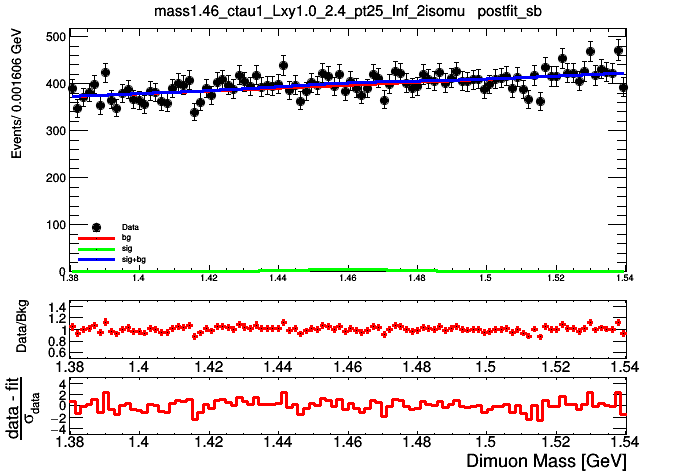 mass1.46_ctau1_Lxy1.0_2.4_pt25_Inf_2isomu postfit_sb
Events/ 0.001606 GeV
500
400
300
200
100
0
Data
bg
sig
sig+bg
1.38 1.4 1.42 1.44 1.46 1.48 1.5 1.52 1.54
Data/Bkg
1.4
1.2
1
0.8
0.6
1.38 1.4 1.42 1.44 1.46 1.48 1.5 1.52 1.54
data - fit
σdata
4
2
0
−2
−4
1.38 1.4 1.42 1.44 1.46 1.48 1.5 1.52 1.54
Dimuon Mass [GeV]